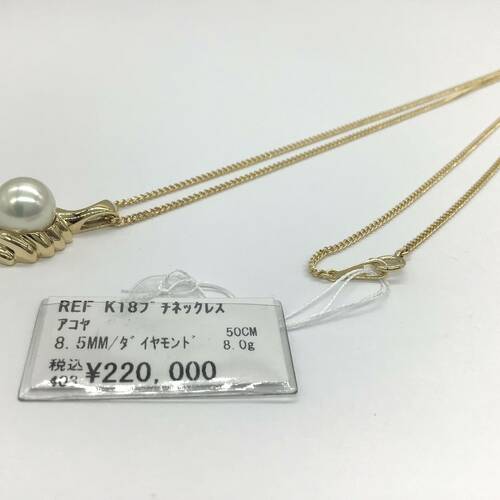 REF K18ﾌﾟﾁﾈックレス
アコヤ 50CM
8.5MM/ﾀﾞイヤモンド 8.0g
税込 ¥220,000
403